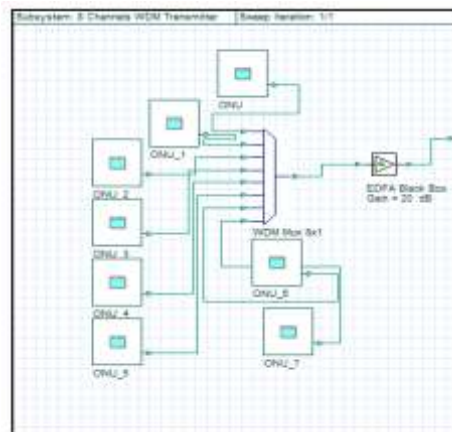 Subsystem: 8 Channels WDM Transmitter
Sweep Iteration: 1/1
ONU
ONU_1
ONU_2
ONU_3
ONU_4
ONU_5
WDM Mux 8x1
EDFA Black Box
Gain = 20 dB
ONU_6
ONU_7